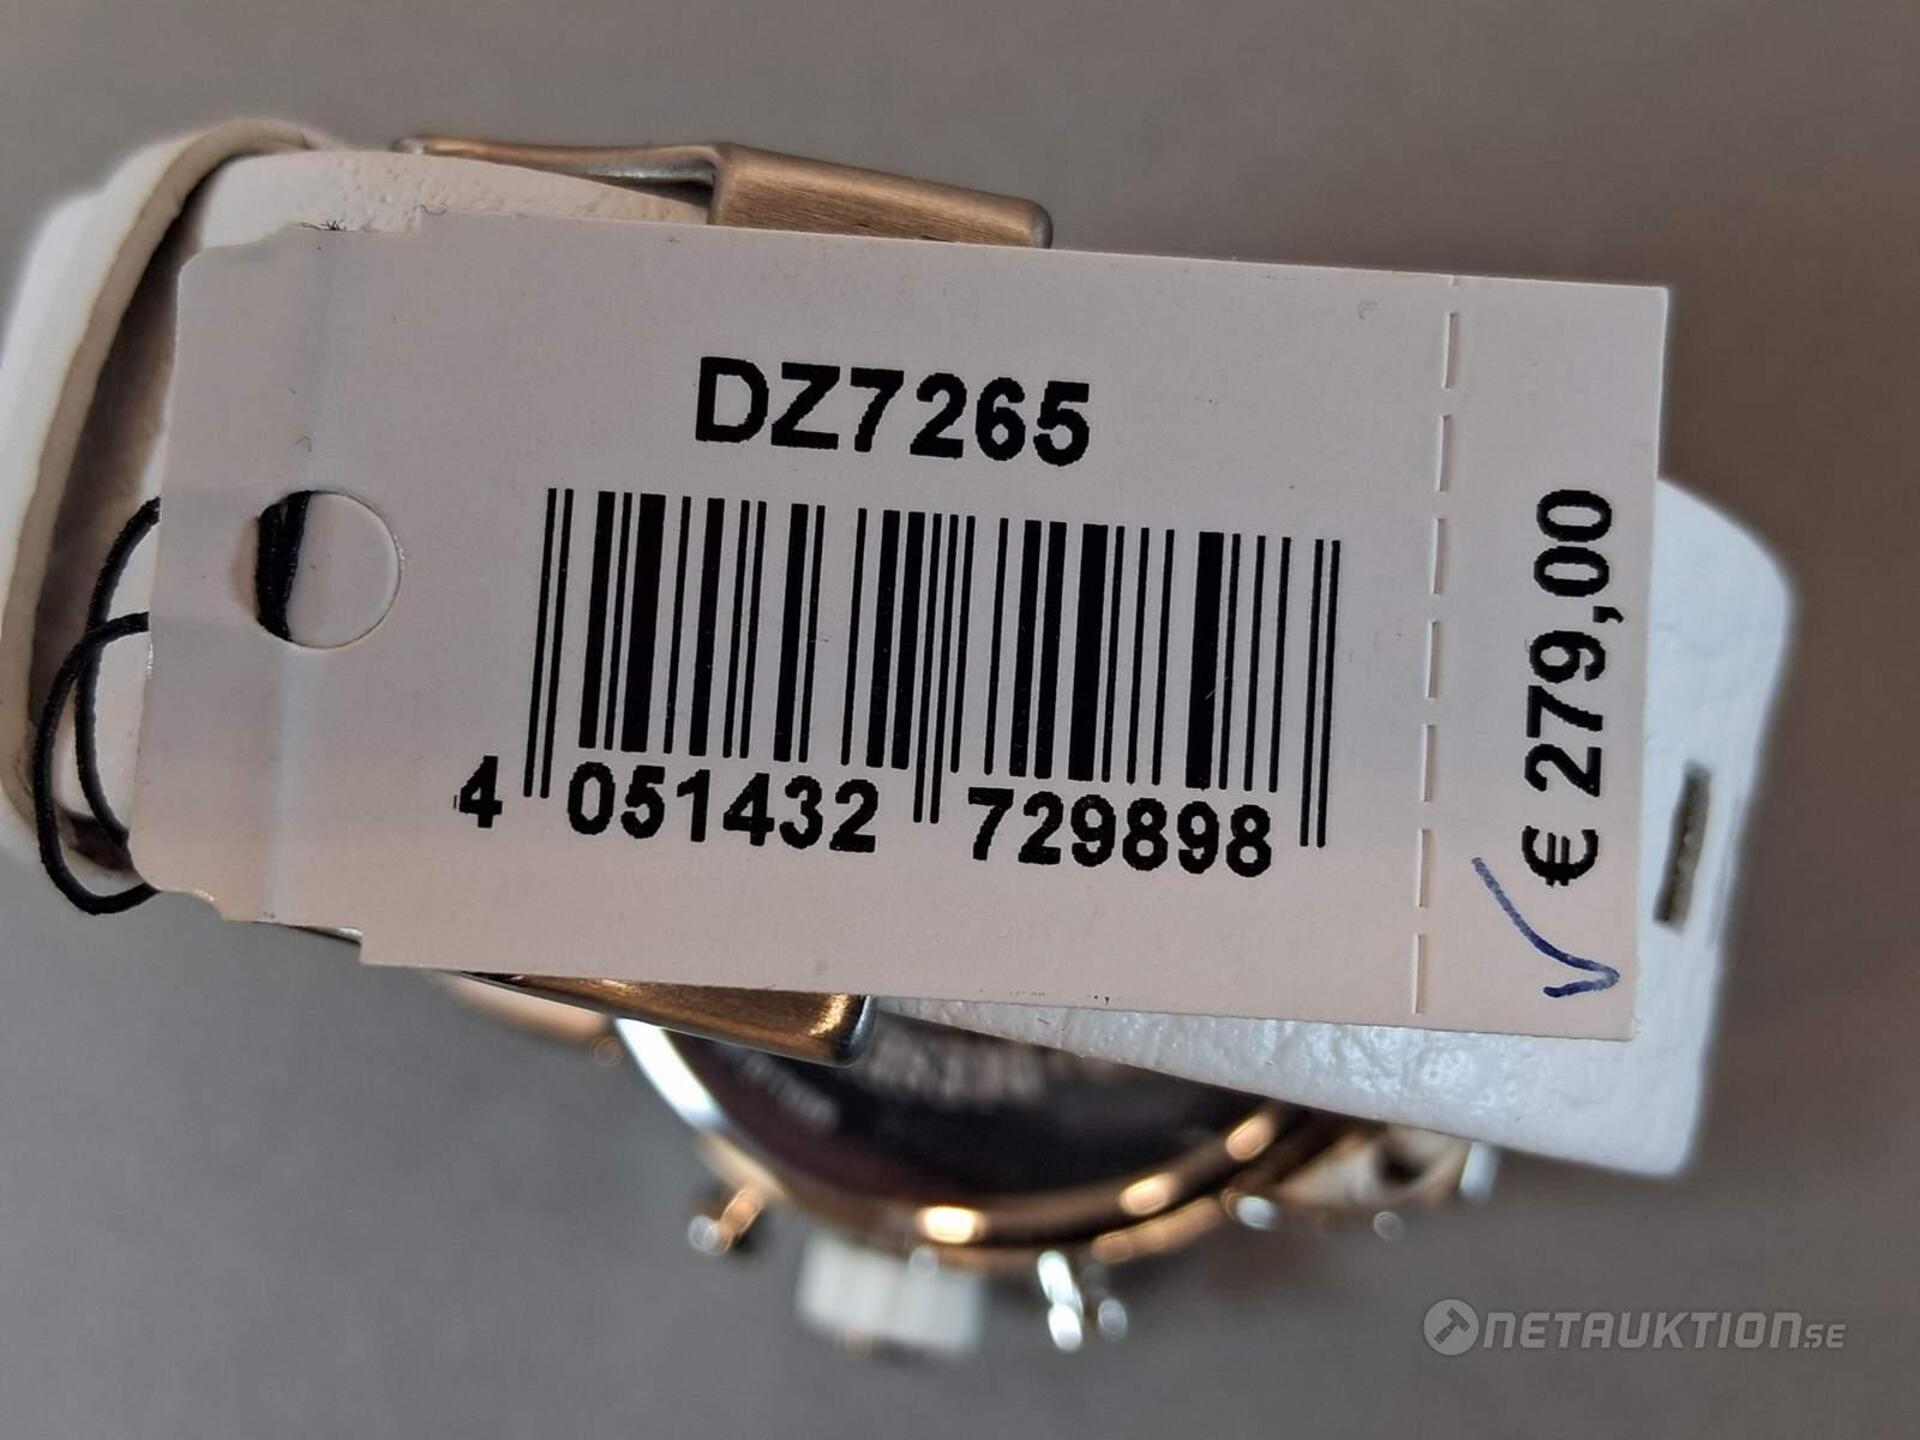 DZ7265
4 051432 729898
€ 279,00
NETAUKTION.SE